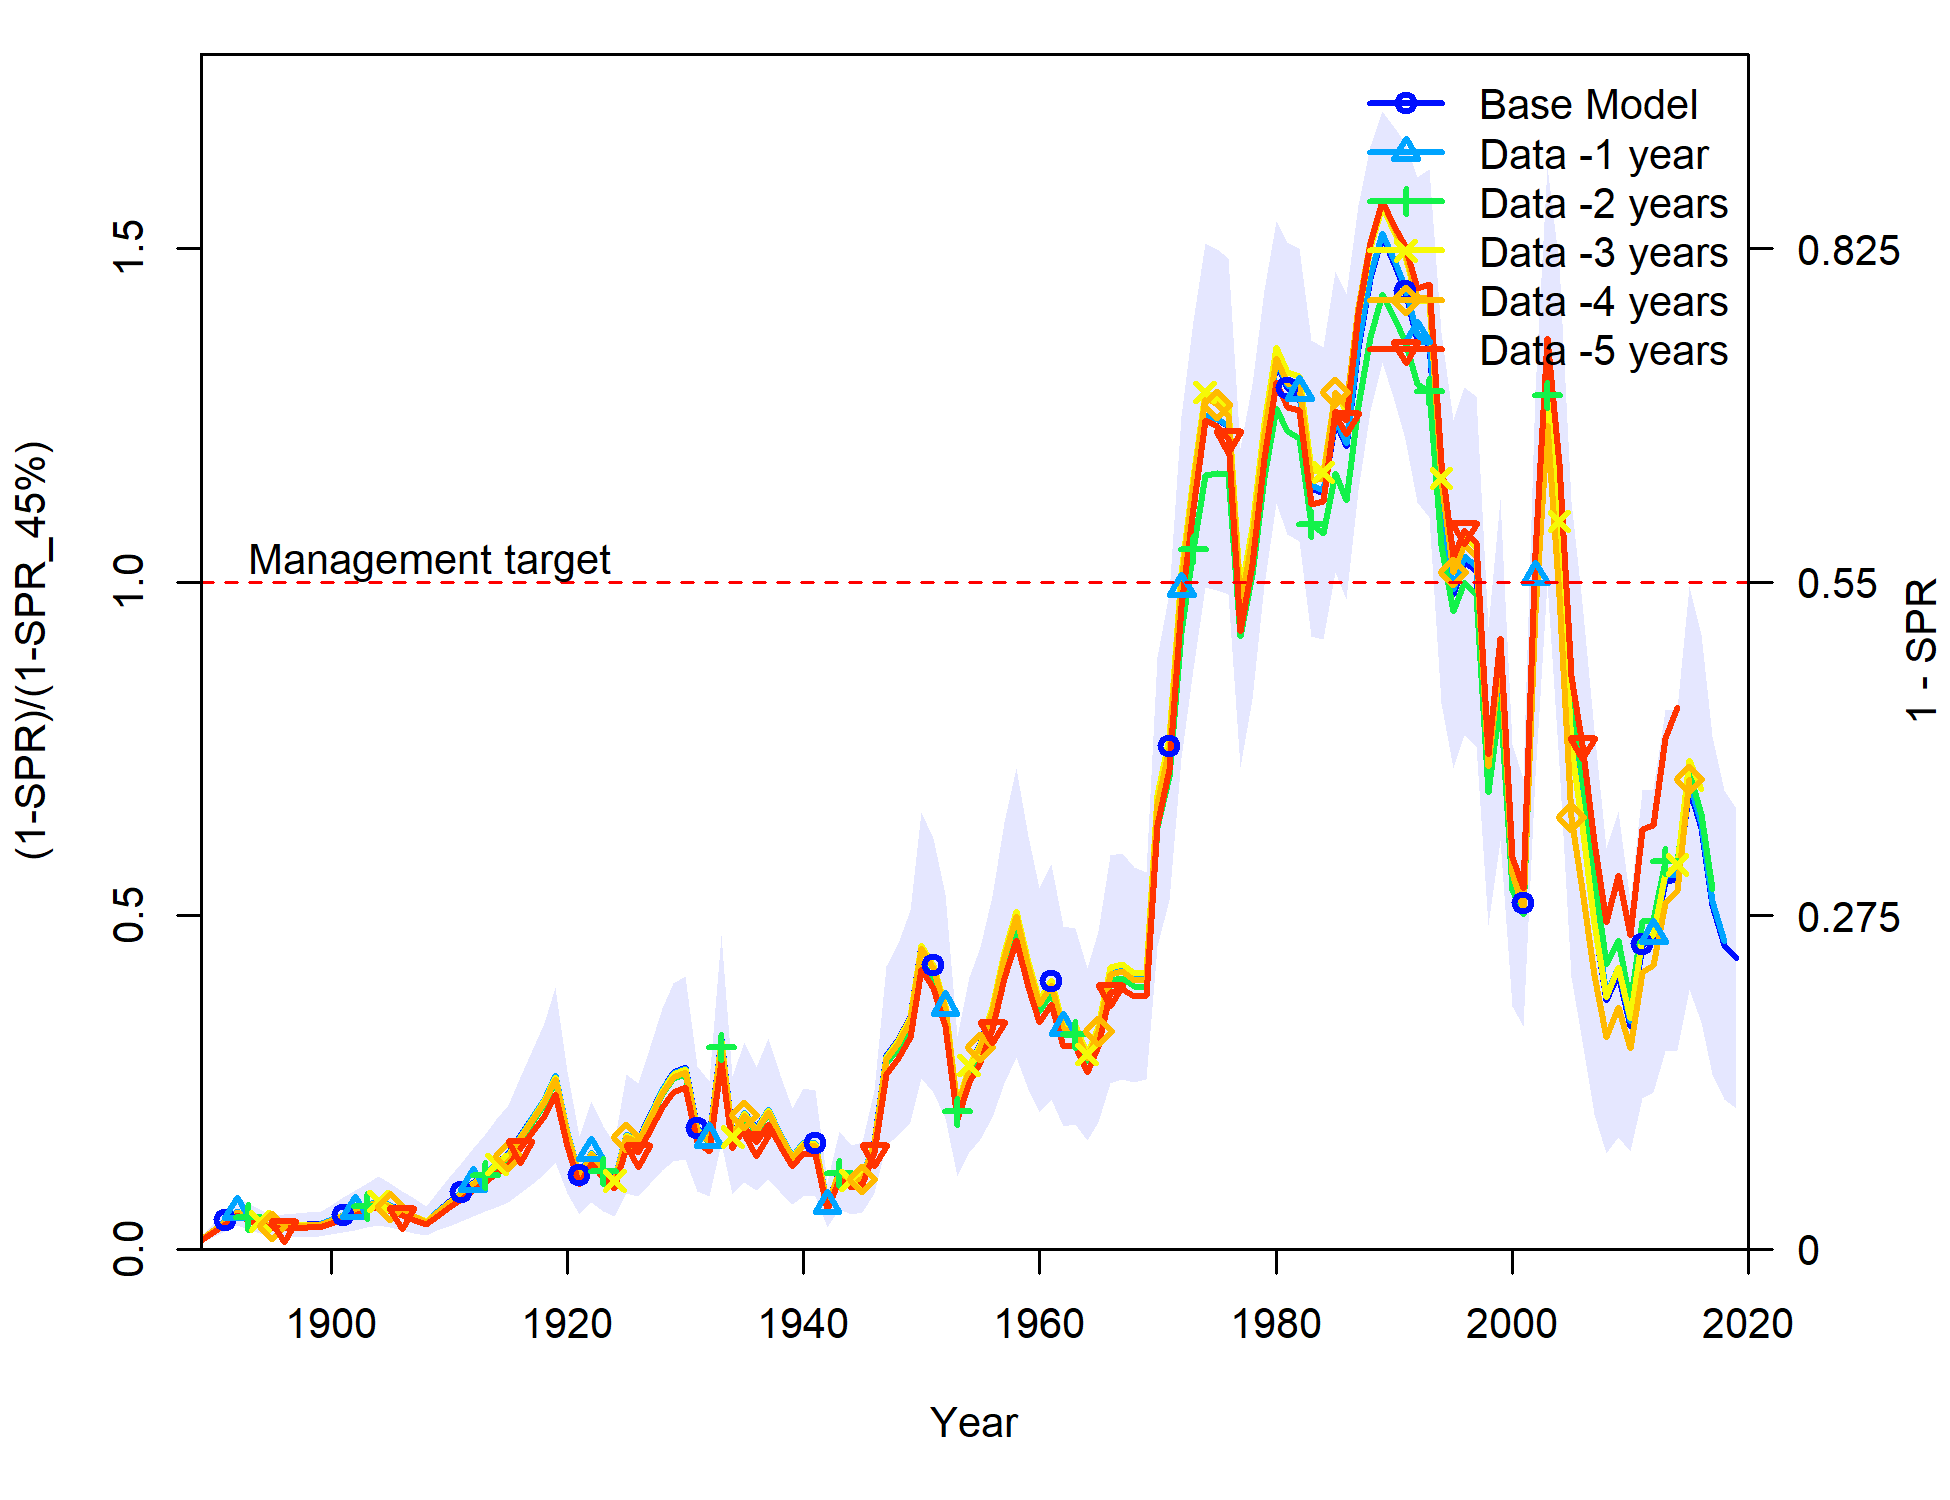 Base Model
Data -1 year
Data -2 years
Data -3 years
Data -4 years
Data -5 years
Management target
(1-SPR)/(1-SPR_45%)
0.0
0.5
1.0
1.5
1 - SPR
0
0.275
0.55
0.825
1900
1920
1940
1960
1980
2000
2020
Year